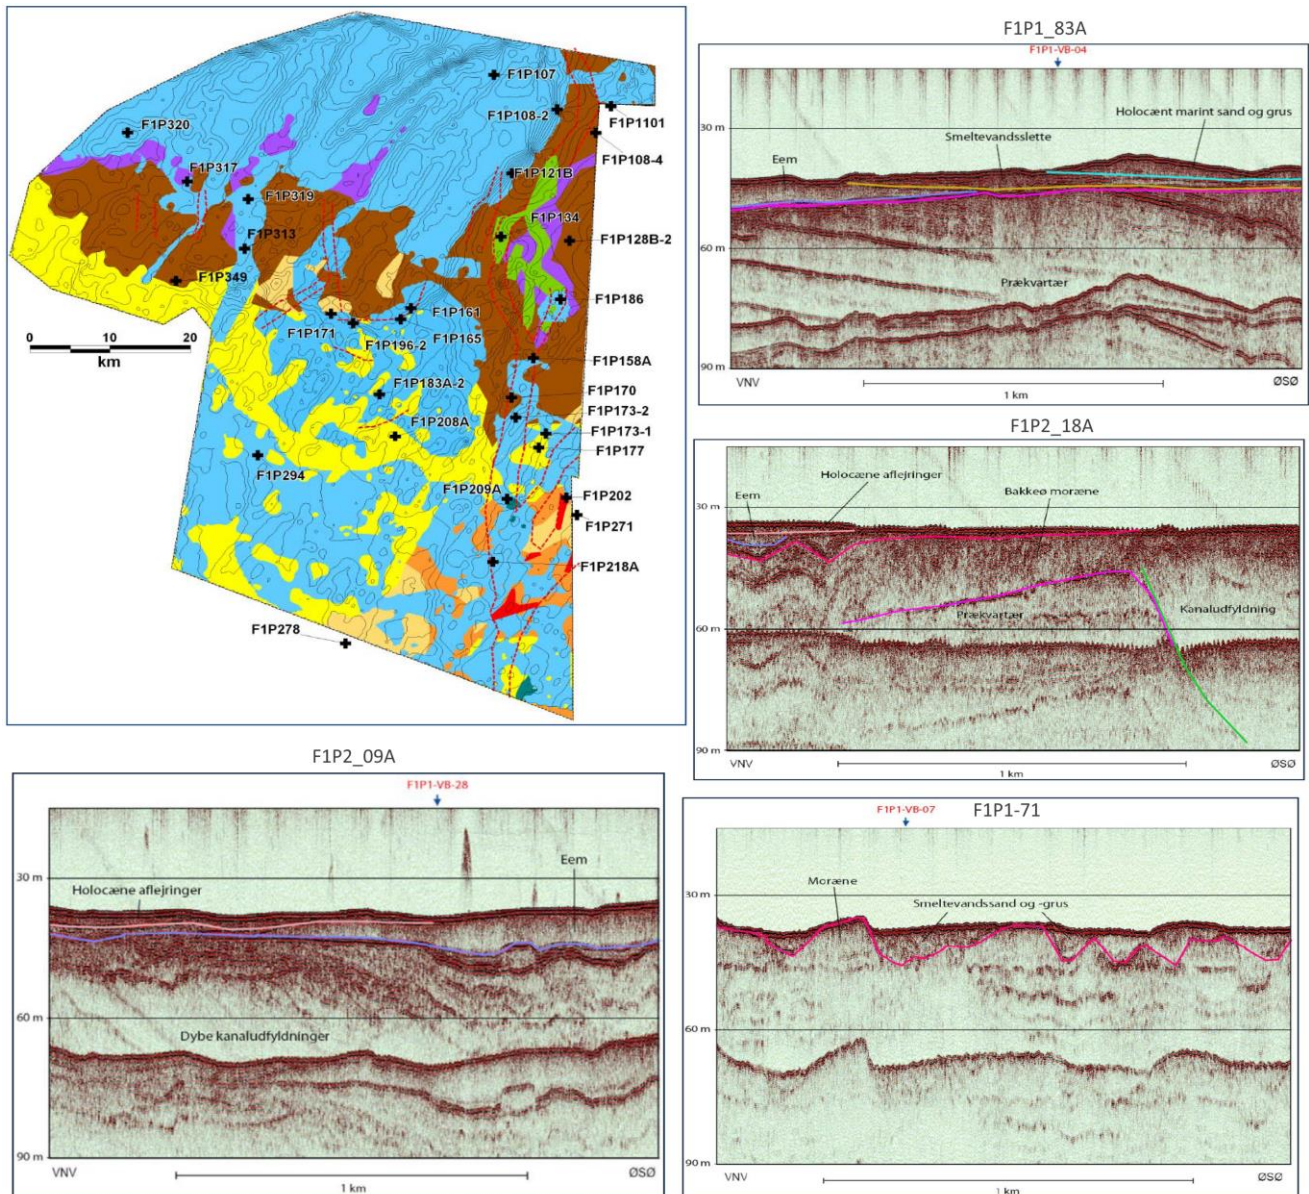 F1P107
F1P108-2
F1P1101
F1P320
F1P108-4
F1P317
F1P121B
F1P319
F1P134
F1P313
F1P128B-2
F1P349
F1P186
0 10 20
km
F1P161
F1P171
F1P165
F1P196-2
F1P158A
F1P183A-2
F1P170
F1P173-2
F1P208A
F1P173-1
F1P177
F1P294
F1P209A
F1P202
F1P271
F1P218A
F1P278
F1P1_83A
F1P1-VB-04
30 m
Holocænt marint sand og grus
Smeltevandsslette
Eem
60 m
Prækvartær
90 m
VNV
ØSØ
1 km
F1P2_18A
Holocæne aflejringer
Eem
Bakkeø moræne
30 m
Kanaludfyldning
Prækvartær
60 m
90 m
VNV
ØSØ
1 km
F1P2_09A
F1P1-VB-28
30 m
Eem
Holocæne aflejringer
60 m
Dybe kanaludfyldninger
90 m
VNV
ØSØ
1 km
F1P1-VB-07
F1P1-71
Moræne
30 m
Smeltevandssand og -grus
60 m
90 m
VNV
ØSØ
1 km